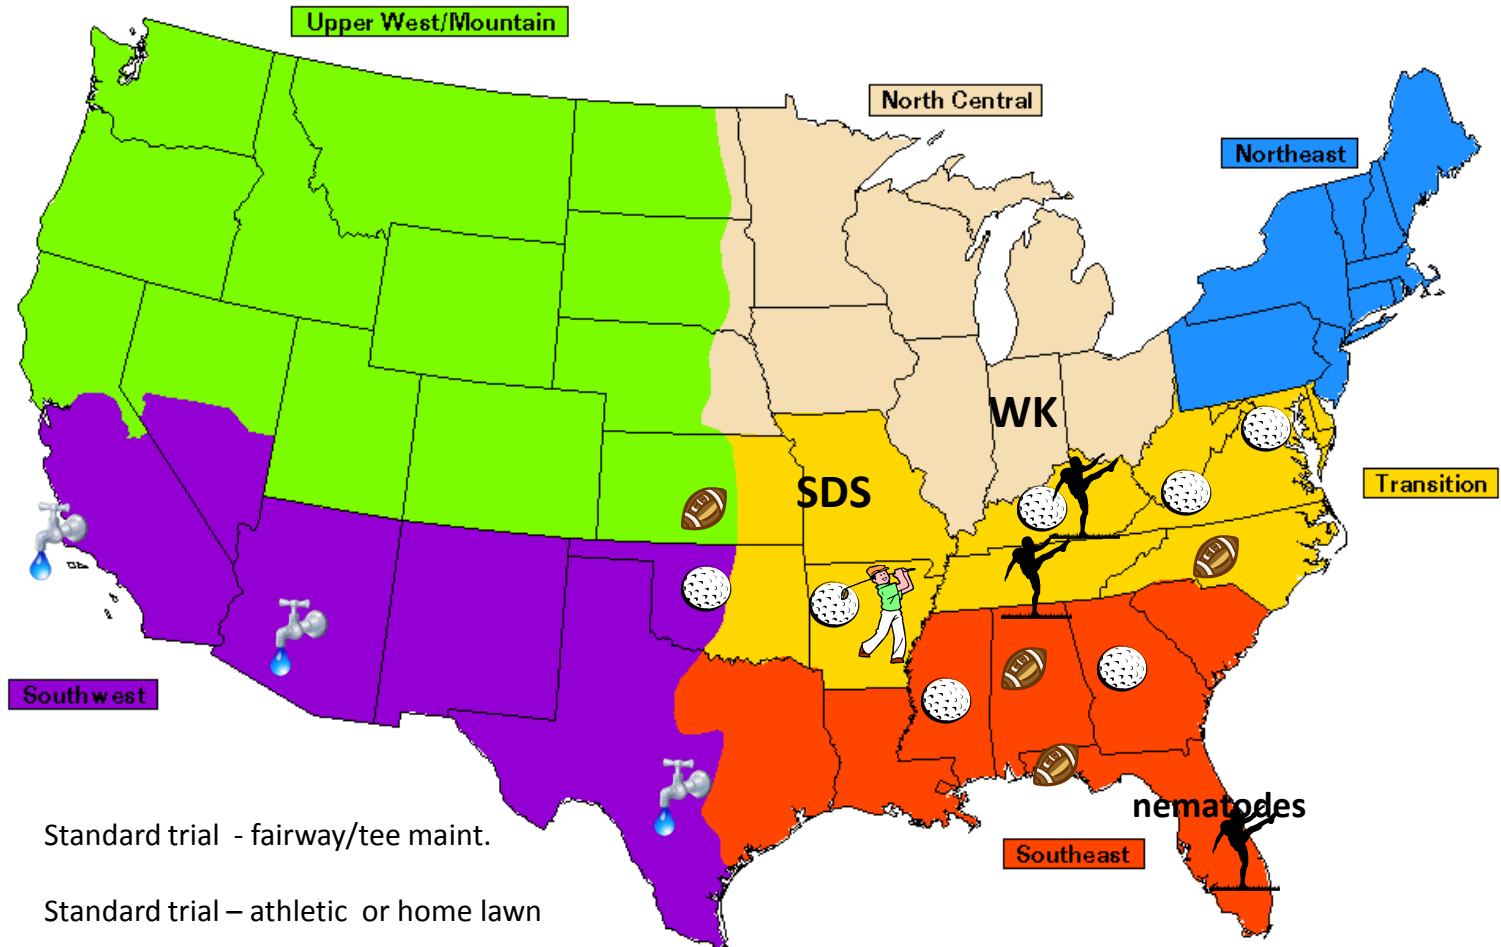 Upper West/Mountain
North Central
Northeast
WK
SDS
Transition
Southwest
nematodes
Standard trial  - fairway/tee maint.
Southeast
Standard trial – athletic  or home lawn